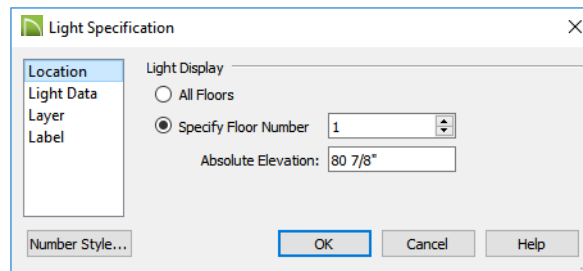 Light Specification
Location
Light Data
Layer
Label
Light Display
All Floors
Specify Floor Number 1
Absolute Elevation: 80 7/8"
Number Style... OK Cancel Help